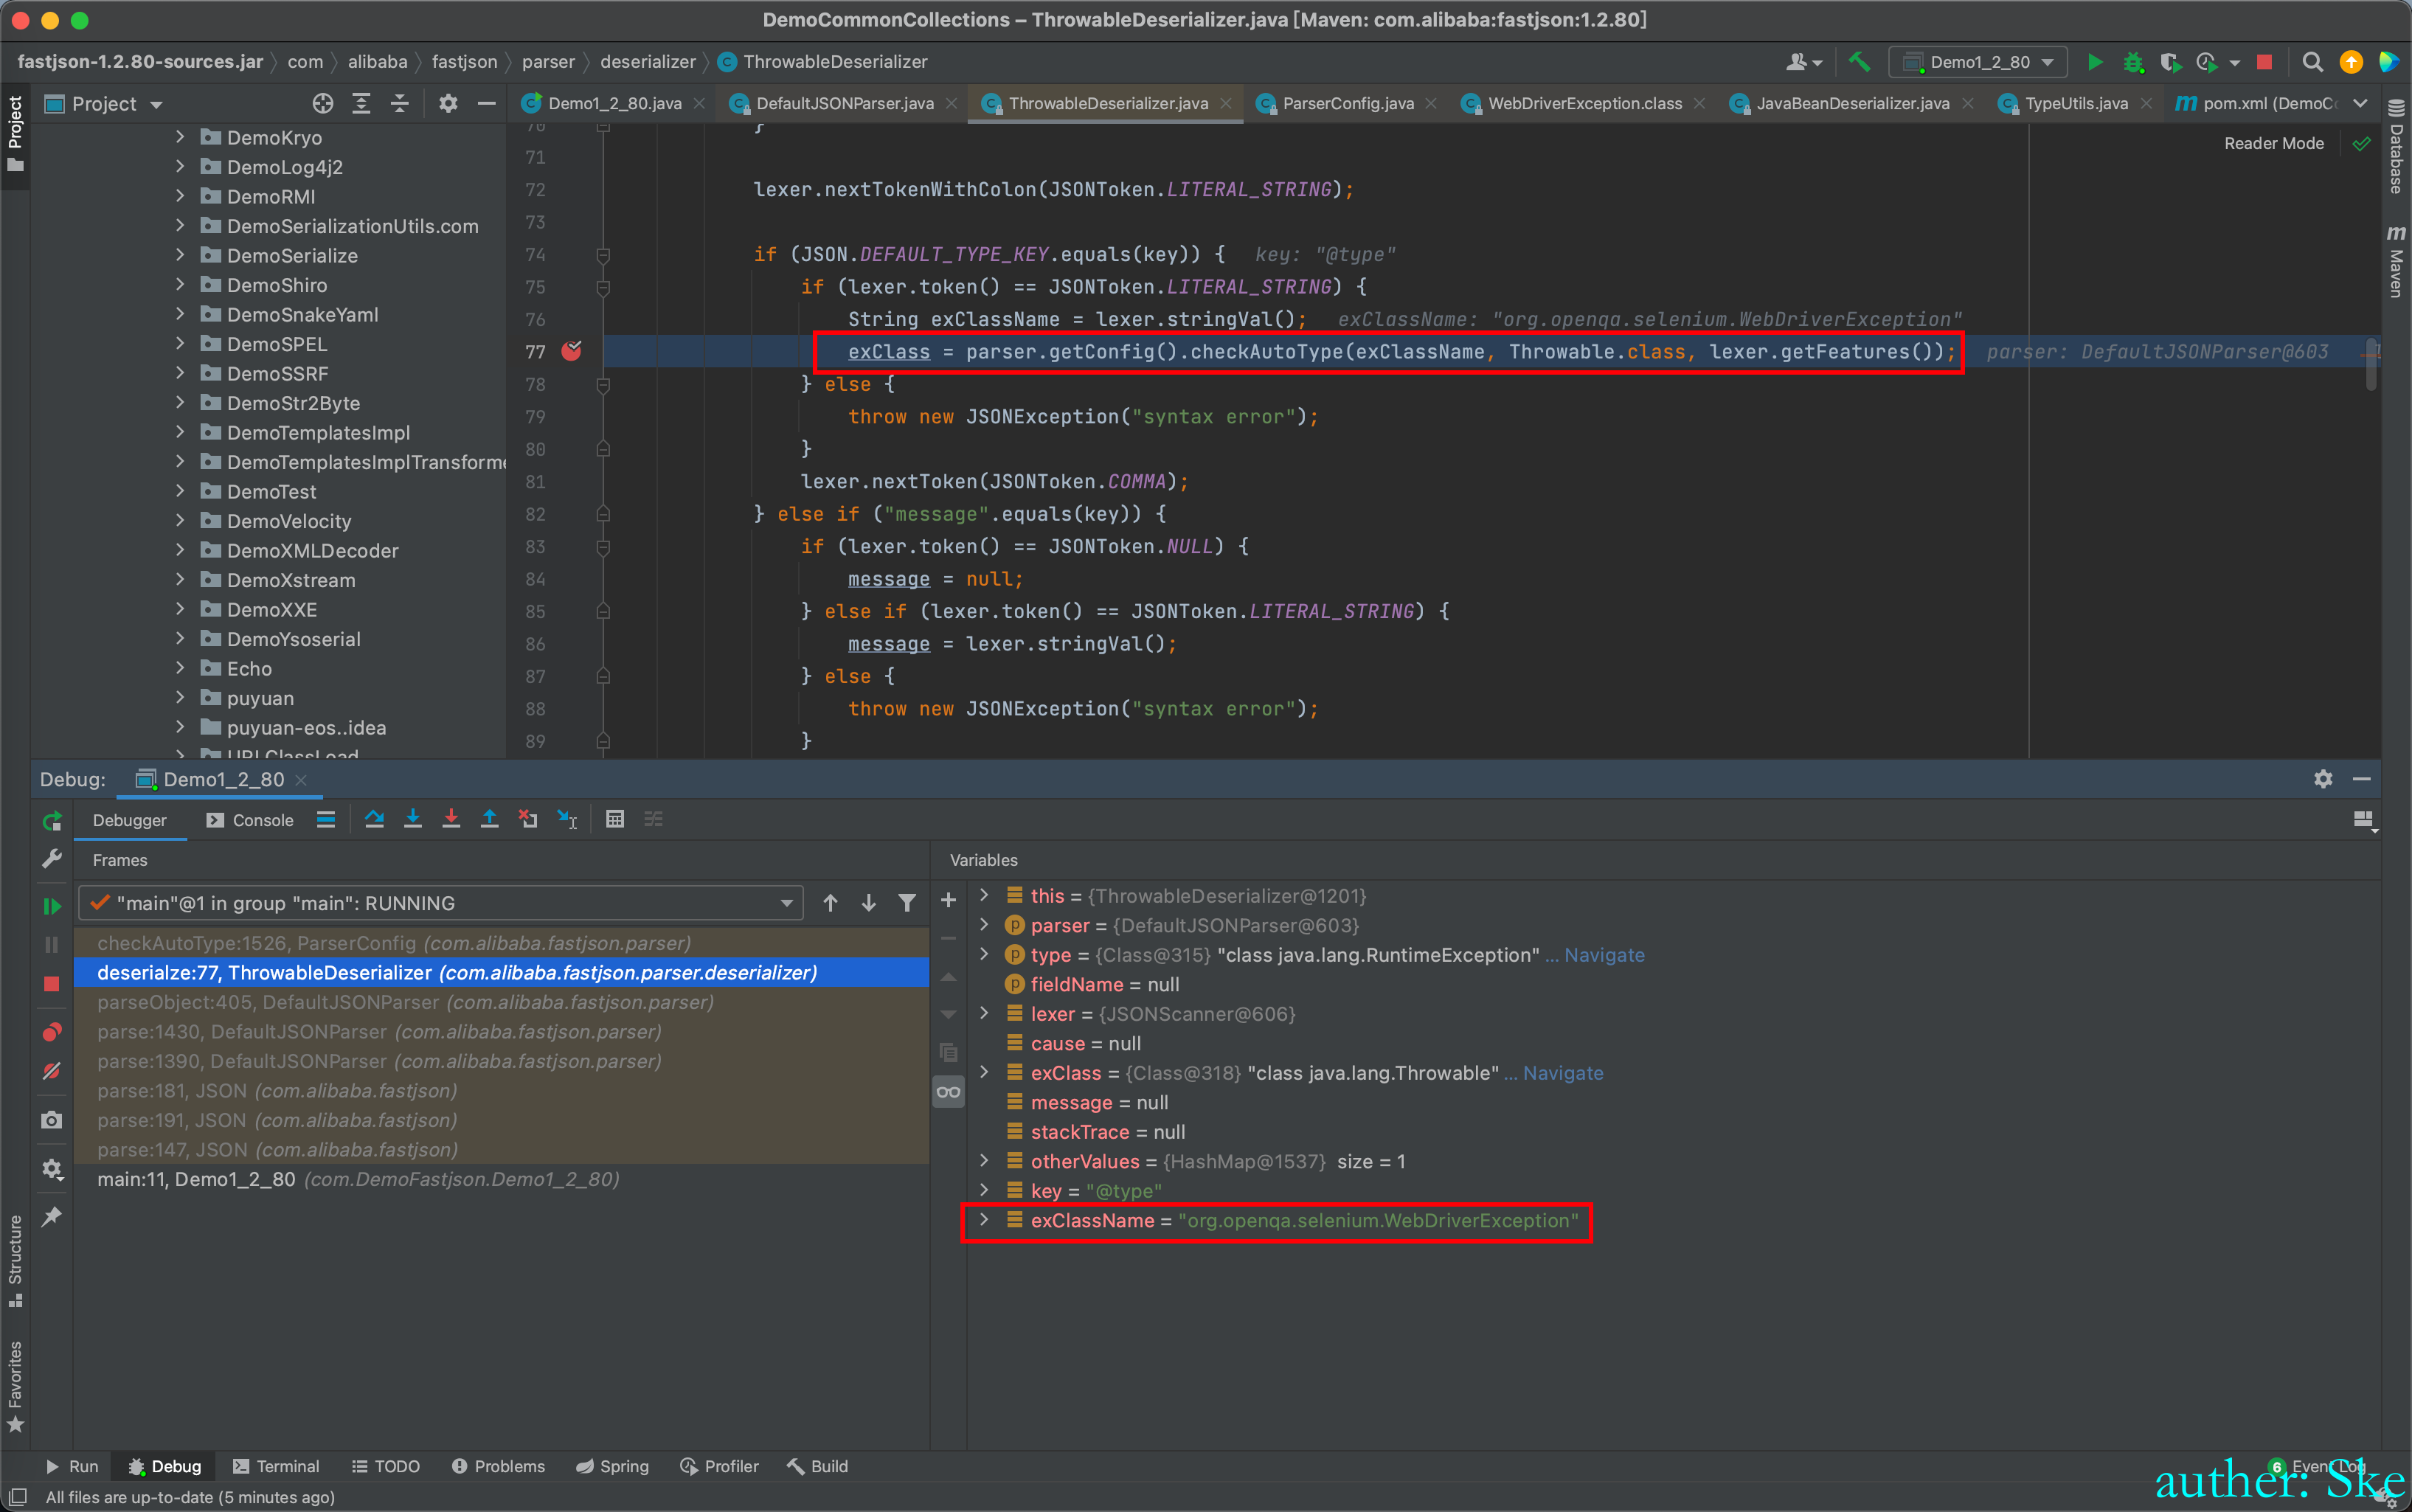 DemoCommonCollections – ThrowableDeserializer.java [Maven: com.alibaba:fastjson:1.2.80]
fastjson-1.2.80-sources.jar com alibaba fastjson parser deserializer ThrowableDeserializer
Demo1_2_80
Project
Demo1_2_80.java DefaultJSONParser.java ThrowableDeserializer.java ParserConfig.java WebDriverException.class JavaBeanDeserializer.java TypeUtils.java pom.xml (DemoC
Project
Structure
Favorites
DemoKryo
DemoLog4j2
DemoRMI
DemoSerializationUtils.com
DemoSerialize
DemoShiro
DemoSnakeYaml
DemoSPEL
DemoSSRF
DemoStr2Byte
DemoTemplatesImpl
DemoTemplatesImplTransforme
DemoTest
DemoVelocity
DemoXMLDecoder
DemoXstream
DemoXXE
DemoYsoserial
Echo
puyuan
puyuan-eos..idea
URLClassLoad
Reader Mode
70 }
71
72 lexer.nextTokenWithColon(JSONToken.LITERAL_STRING);
73
74 if (JSON.DEFAULT_TYPE_KEY.equals(key)) { key: "@type"
75 if (lexer.token() == JSONToken.LITERAL_STRING) {
76 String exClassName = lexer.stringVal(); exClassName: "org.openqa.selenium.WebDriverException"
77 exClass = parser.getConfig().checkAutoType(exClassName, Throwable.class, lexer.getFeatures()); parser: DefaultJSONParser@603
78 } else {
79 throw new JSONException("syntax error");
80 }
81 lexer.nextToken(JSONToken.COMMA);
82 } else if ("message".equals(key)) {
83 if (lexer.token() == JSONToken.NULL) {
84 message = null;
85 } else if (lexer.token() == JSONToken.LITERAL_STRING) {
86 message = lexer.stringVal();
87 } else {
88 throw new JSONException("syntax error");
89 }
Database
Maven
Debug: Demo1_2_80
Debugger Console
Frames
"main"@1 in group "main": RUNNING
checkAutoType:1526, ParserConfig (com.alibaba.fastjson.parser)
deserialze:77, ThrowableDeserializer (com.alibaba.fastjson.parser.deserializer)
parseObject:405, DefaultJSONParser (com.alibaba.fastjson.parser)
parse:1430, DefaultJSONParser (com.alibaba.fastjson.parser)
parse:1390, DefaultJSONParser (com.alibaba.fastjson.parser)
parse:181, JSON (com.alibaba.fastjson)
parse:191, JSON (com.alibaba.fastjson)
parse:147, JSON (com.alibaba.fastjson)
main:11, Demo1_2_80 (com.DemoFastjson.Demo1_2_80)
Variables
this = {ThrowableDeserializer@1201}
parser = {DefaultJSONParser@603}
type = {Class@315} "class java.lang.RuntimeException" ... Navigate
fieldName = null
lexer = {JSONScanner@606}
cause = null
exClass = {Class@318} "class java.lang.Throwable" ... Navigate
message = null
stackTrace = null
otherValues = {HashMap@1537} size = 1
key = "@type"
exClassName = "org.openqa.selenium.WebDriverException"
Run Debug Terminal TODO Problems Spring Profiler Build 6 Event Log
All files are up-to-date (5 minutes ago)
auther: Ske